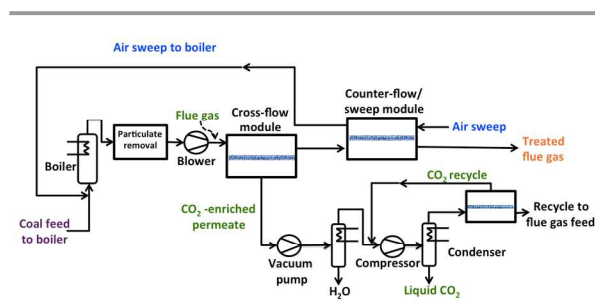 Air sweep to boiler
Counter-flow/
sweep module
Flue gas
Cross-flow
module
Particulate
removal
Air sweep
Boiler
Blower
Treated
flue gas
CO2 recycle
CO2 -enriched
permeate
Recycle to
flue gas feed
Coal feed
to boiler
Vacuum
pump
Compressor
Condenser
H2O
Liquid CO2